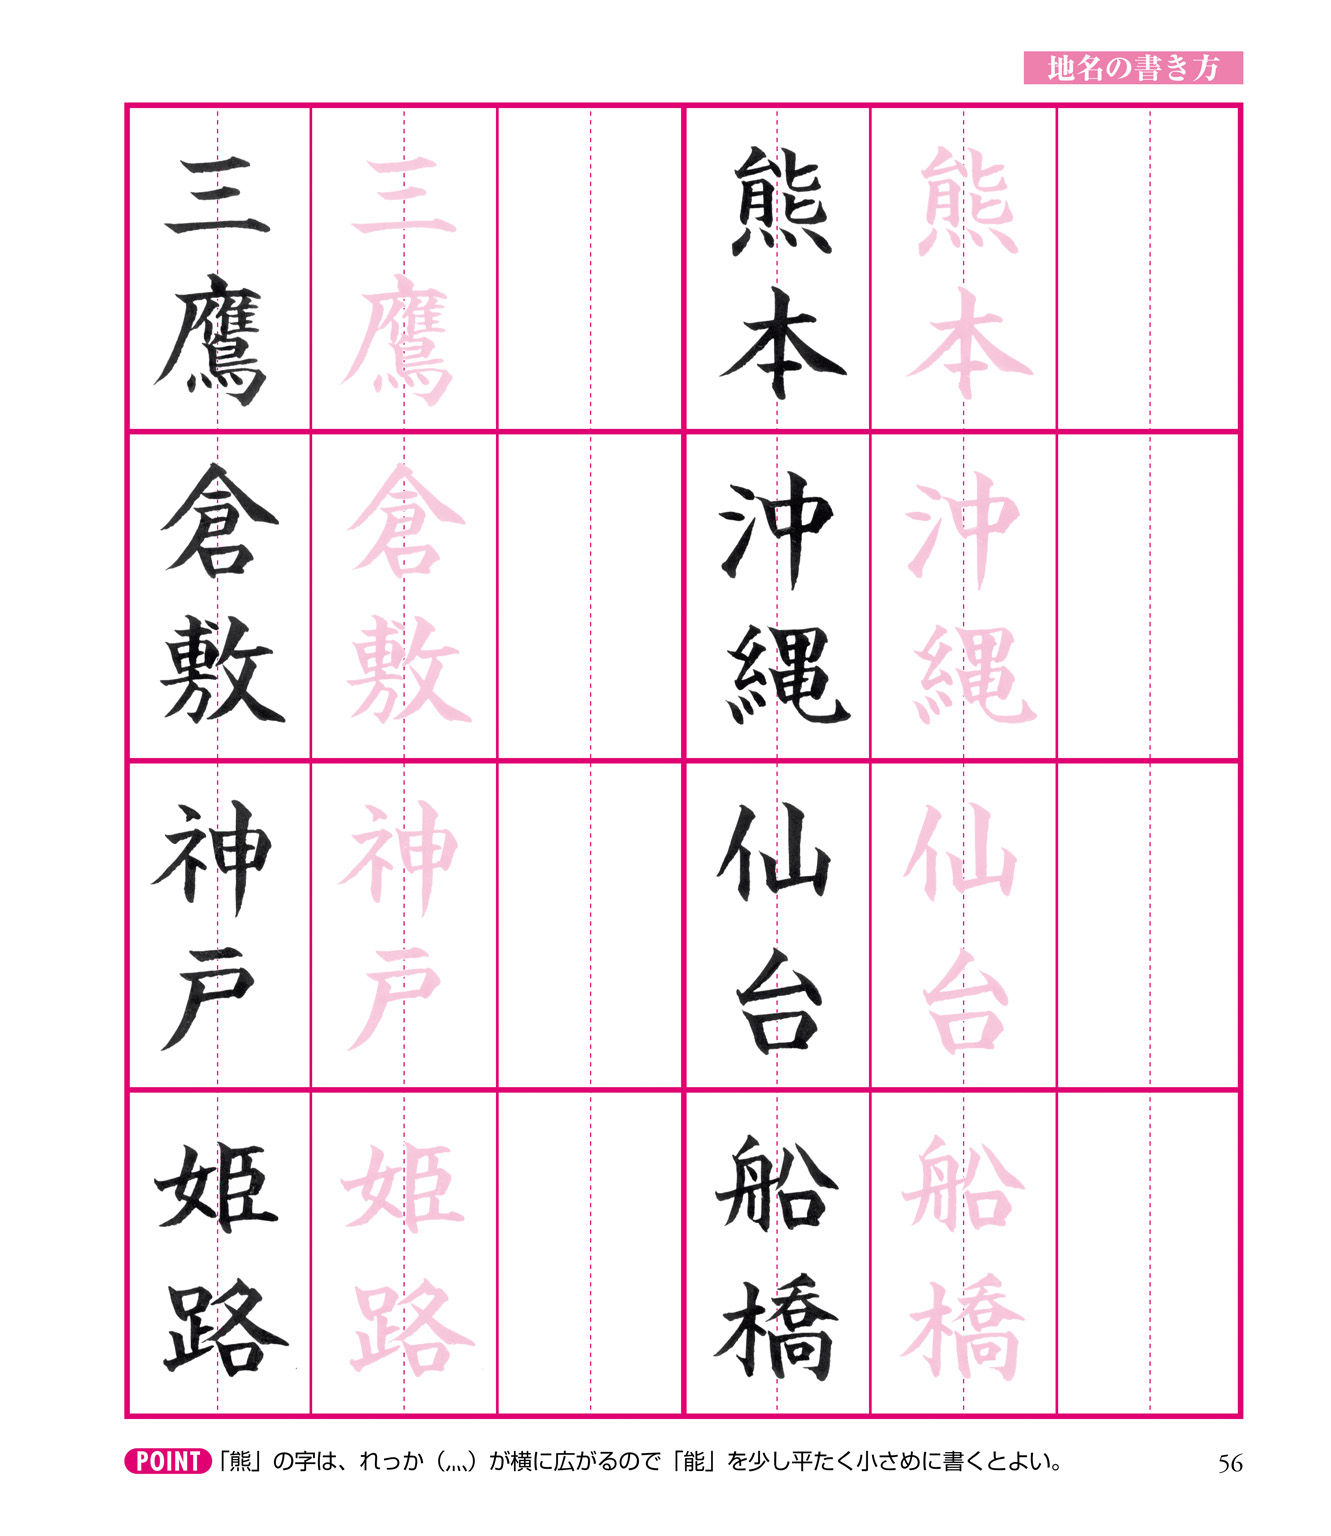 地名の書き方
三鷹
三鷹
熊本
熊本
倉敷
倉敷
沖縄
沖縄
神戸
神戸
仙台
仙台
姫路
姫路
船橋
船橋
POINT 「熊」の字は、れっか（灬）が横に広がるので「能」を少し平たく小さめに書くとよい。
56